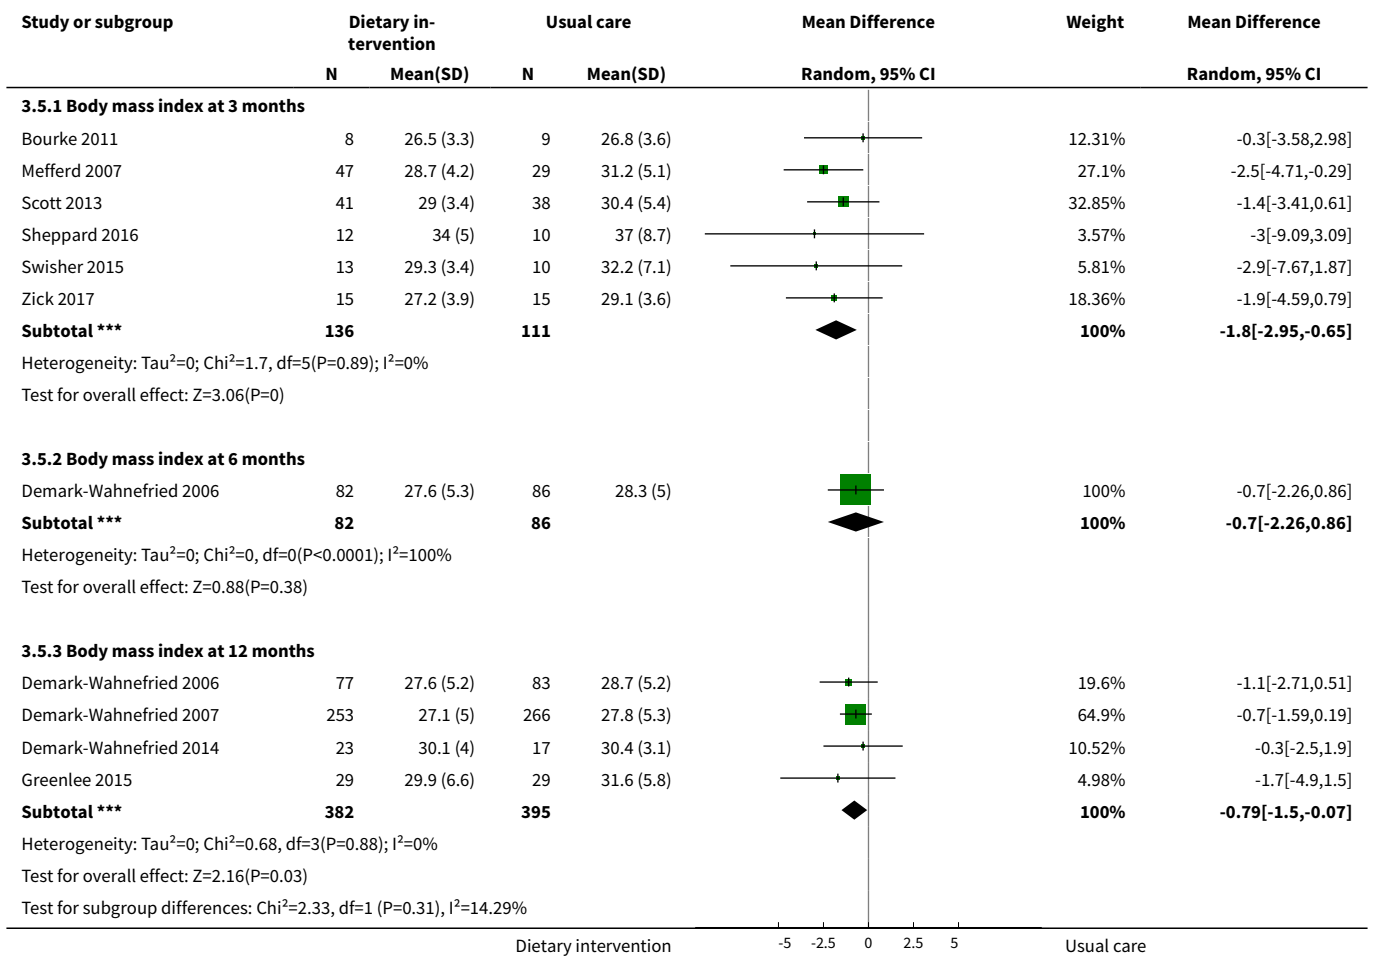 Study or subgroup Dietary in- Usual care Mean Difference Weight Mean Difference
tervention
N Mean(SD) N Mean(SD) Random, 95% CI Random, 95% CI
3.5.1 Body mass index at 3 months
Bourke 2011 8 26.5 (3.3) 9 26.8 (3.6) 12.31% -0.3[-3.58,2.98]
Mefferd 2007 47 28.7 (4.2) 29 31.2 (5.1) 27.1% -2.5[-4.71,-0.29]
Scott 2013 41 29 (3.4) 38 30.4 (5.4) 32.85% -1.4[-3.41,0.61]
Sheppard 2016 12 34 (5) 10 37 (8.7) 3.57% -3[-9.09,3.09]
Swisher 2015 13 29.3 (3.4) 10 32.2 (7.1) 5.81% -2.9[-7.67,1.87]
Zick 2017 15 27.2 (3.9) 15 29.1 (3.6) 18.36% -1.9[-4.59,0.79]
Subtotal *** 136 111 100% -1.8[-2.95,-0.65]
Heterogeneity: Tau²=0; Chi²=1.7, df=5(P=0.89); I²=0%
Test for overall effect: Z=3.06(P=0)
3.5.2 Body mass index at 6 months
Demark-Wahnefried 2006 82 27.6 (5.3) 86 28.3 (5) 100% -0.7[-2.26,0.86]
Subtotal *** 82 86 100% -0.7[-2.26,0.86]
Heterogeneity: Tau²=0; Chi²=0, df=0(P<0.0001); I²=100%
Test for overall effect: Z=0.88(P=0.38)
3.5.3 Body mass index at 12 months
Demark-Wahnefried 2006 77 27.6 (5.2) 83 28.7 (5.2) 19.6% -1.1[-2.71,0.51]
Demark-Wahnefried 2007 253 27.1 (5) 266 27.8 (5.3) 64.9% -0.7[-1.59,0.19]
Demark-Wahnefried 2014 23 30.1 (4) 17 30.4 (3.1) 10.52% -0.3[-2.5,1.9]
Greenlee 2015 29 29.9 (6.6) 29 31.6 (5.8) 4.98% -1.7[-4.9,1.5]
Subtotal *** 382 395 100% -0.79[-1.5,-0.07]
Heterogeneity: Tau²=0; Chi²=0.68, df=3(P=0.88); I²=0%
Test for overall effect: Z=2.16(P=0.03)
Test for subgroup differences: Chi²=2.33, df=1 (P=0.31), I²=14.29%
Dietary intervention -5 -2.5 0 2.5 5 Usual care